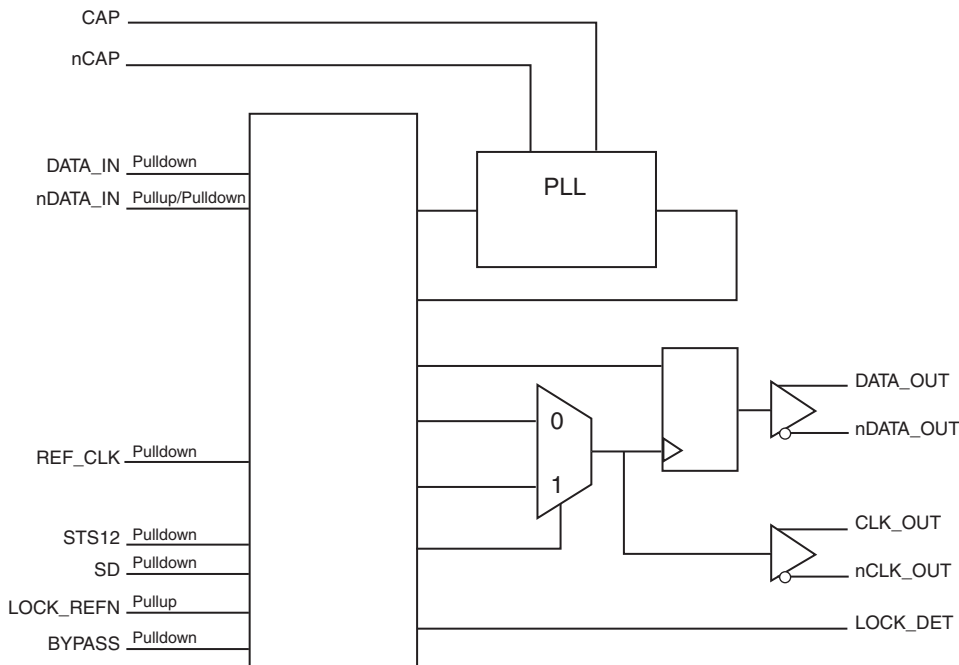 CAP
nCAP
DATA_IN Pulldown
nDATA_IN Pullup/Pulldown
PLL
DATA_OUT
nDATA_OUT
0
REF_CLK Pulldown
1
STS12 Pulldown
SD Pulldown
CLK_OUT
nCLK_OUT
LOCK_REFN Pullup
LOCK_DET
BYPASS Pulldown